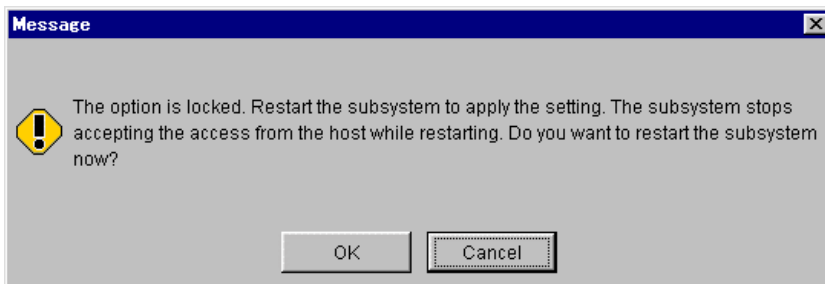 Message
The option is locked. Restart the subsystem to apply the setting. The subsystem stops
accepting the access from the host while restarting. Do you want to restart the subsystem
now?
OK
Cancel